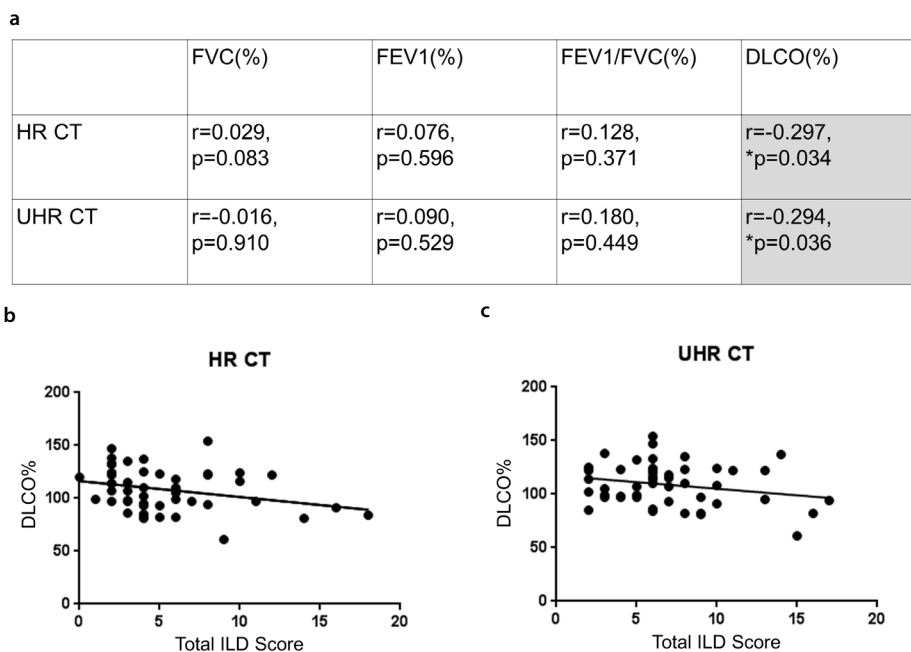 a
FVC(%) FEV1(%) FEV1/FVC(%) DLCO(%)
HR CT r=0.029, r=0.076, r=0.128, r=-0.297,
p=0.083 p=0.596 p=0.371 *p=0.034
UHR CT r=-0.016, r=0.090, r=0.180, r=-0.294,
p=0.910 p=0.529 p=0.449 *p=0.036
b
HR CT
200
150
100
50
0
DLCO%
0 5 10 15 20
Total ILD Score
c
UHR CT
200
150
100
50
0
DLCO%
0 5 10 15 20
Total ILD Score